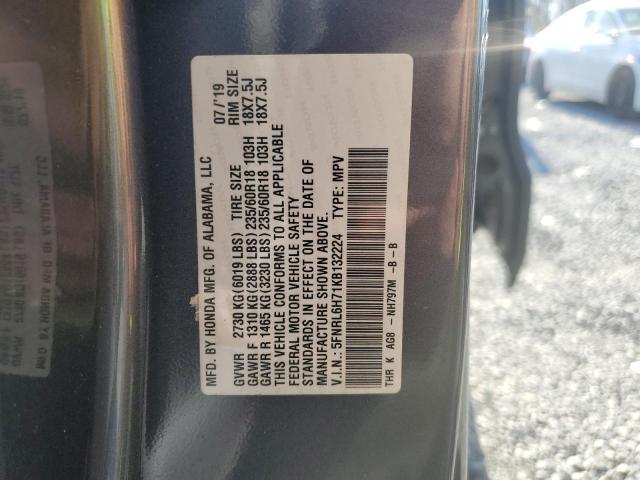 MFD. BY HONDA MFG. OF ALABAMA, LLC 07/'19
GVWR 2730 KG (6019 LBS) TIRE SIZE RIM SIZE
GAWR F 1310 KG (2888 LBS) 235/60R18 103H 18X7.5J
GAWR R 1465 KG (3230 LBS) 235/60R18 103H 18X7.5J
THIS VEHICLE CONFORMS TO ALL APPLICABLE
FEDERAL MOTOR VEHICLE SAFETY
STANDARDS IN EFFECT ON THE DATE OF
MANUFACTURE SHOWN ABOVE.
V.I.N.: 5FNRL6H71KB132224 TYPE: MPV
THR K AG8 - NH797M -B - B